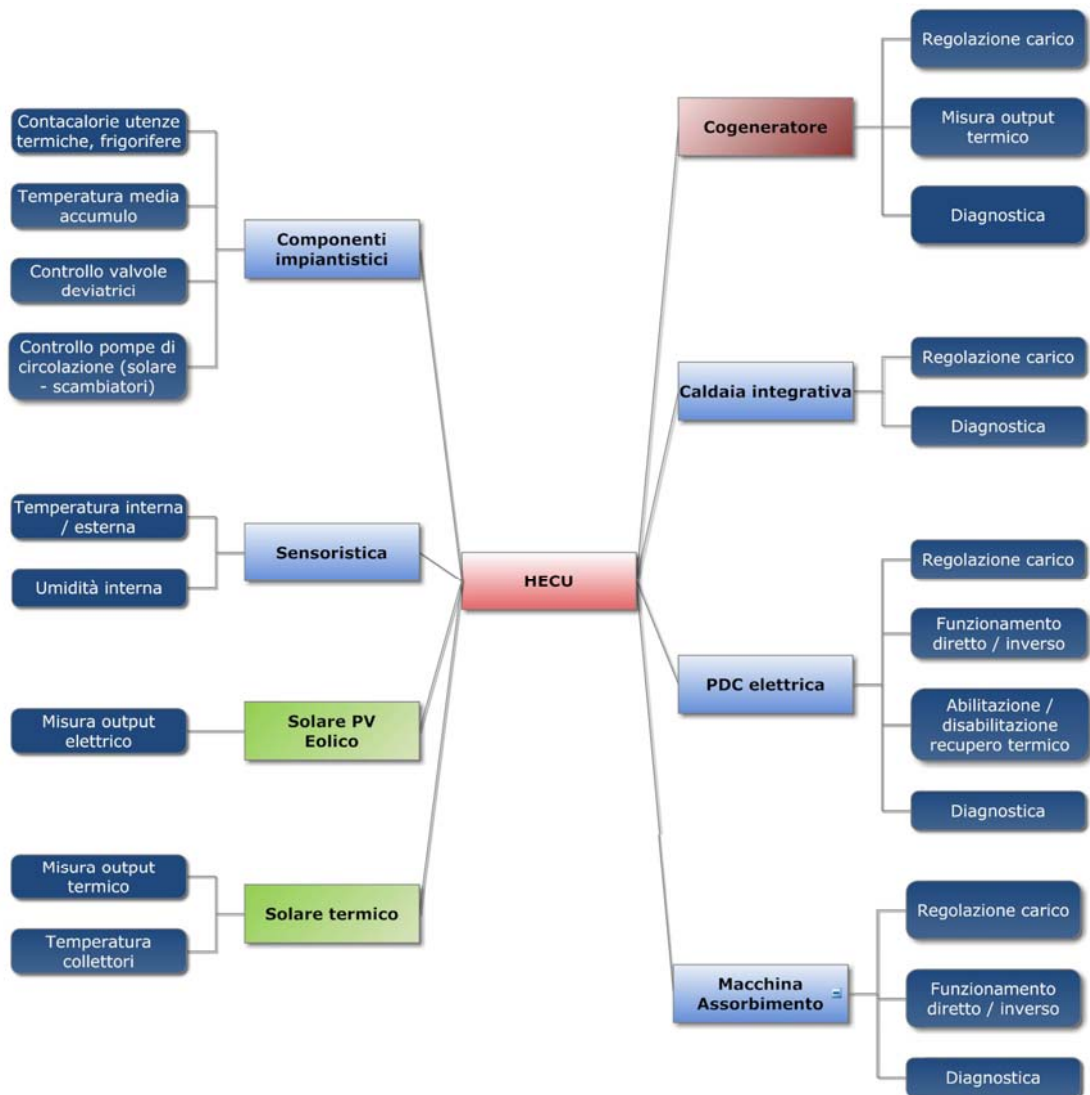 Contacalorie utenze
termiche, frigorifere
Temperatura media
accumulo
Controllo valvole
deviatrici
Controllo pompe di
circolazione (solare
- scambiatori)
Componenti
impiantistici
Temperatura interna
/ esterna
Umidità interna
Sensoristica
Misura output
elettrico
Solare PV
Eolico
Misura output
termico
Temperatura
collettori
Solare termico
HECU
Cogeneratore
Regolazione carico
Misura output
termico
Diagnostica
Caldaia integrativa
Regolazione carico
Diagnostica
PDC elettrica
Regolazione carico
Funzionamento
diretto / inverso
Abilitazione /
disabilitazione
recupero termico
Diagnostica
Macchina
Assorbimento
Regolazione carico
Funzionamento
diretto / inverso
Diagnostica